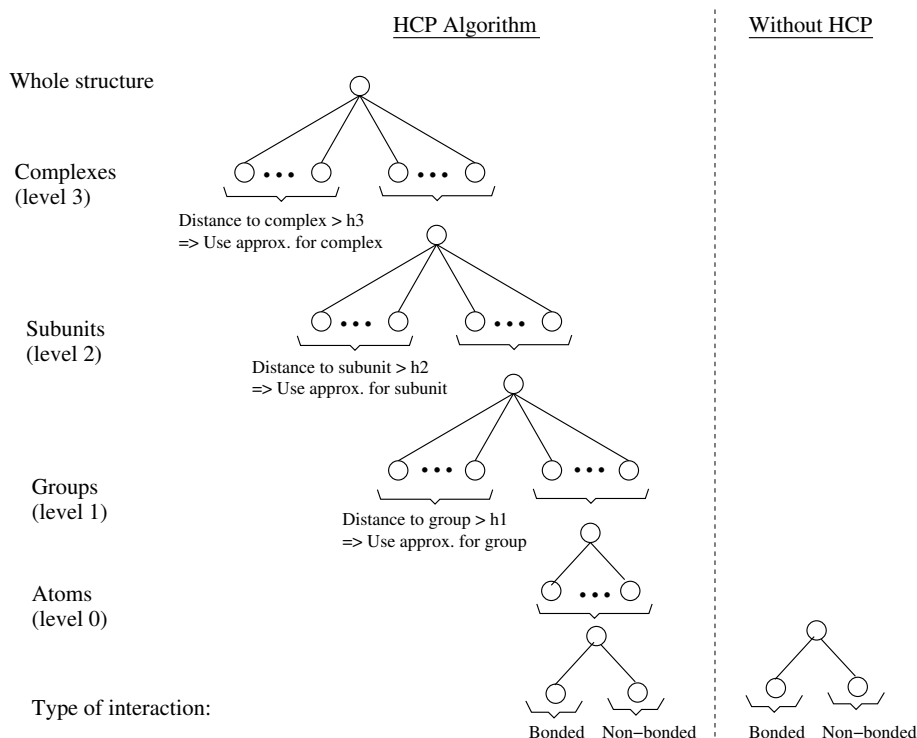 HCP Algorithm
Without HCP
Whole structure
Complexes
(level 3)
Distance to complex > h3
=> Use approx. for complex
Subunits
(level 2)
Distance to subunit > h2
=> Use approx. for subunit
Groups
(level 1)
Distance to group > h1
=> Use approx. for group
Atoms
(level 0)
Type of interaction:
Bonded Non−bonded
Bonded Non−bonded